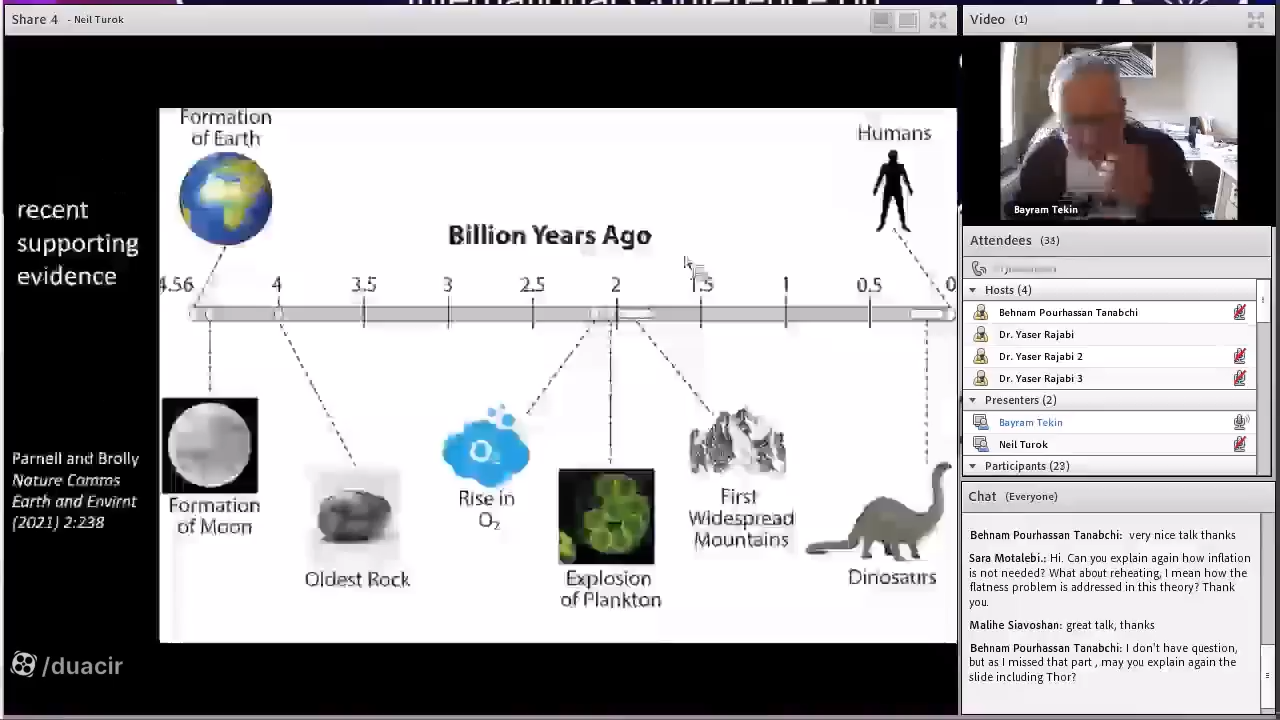 International Conference on
Share 4 - Neil Turok
recent
supporting
evidence
Parnell and Brolly
Nature Comms
Earth and Envirnt
(2021) 2:238
/duacir
Formation
of Earth
Humans
Billion Years Ago
4.56 4 3.5 3 2.5 2 1.5 1 0.5 0
Formation
of Moon
Oldest Rock
O₂
Rise in
O₂
Explosion
of Plankton
First
Widespread
Mountains
Dinosaurs
Video (1)
Bayram Tekin
Hosts (4)
Behnam Pourhassan Tanabchi
Dr. Yaser Rajabi
Dr. Yaser Rajabi 2
Dr. Yaser Rajabi 3
Presenters (2)
Bayram Tekin
Neil Turok
Participants (23)
Chat (Everyone)
Behnam Pourhassan Tanabchi: very nice talk thanks
Sara Motalebi.: Hi. Can you explain again how inflation
is not needed? What about reheating, I mean how the
flatness problem is addressed in this theory? Thank
you.
Malihe Siavoshan: great talk, thanks
Behnam Pourhassan Tanabchi: I don't have question,
but as I missed that part , may you explain again the
slide including Thor?